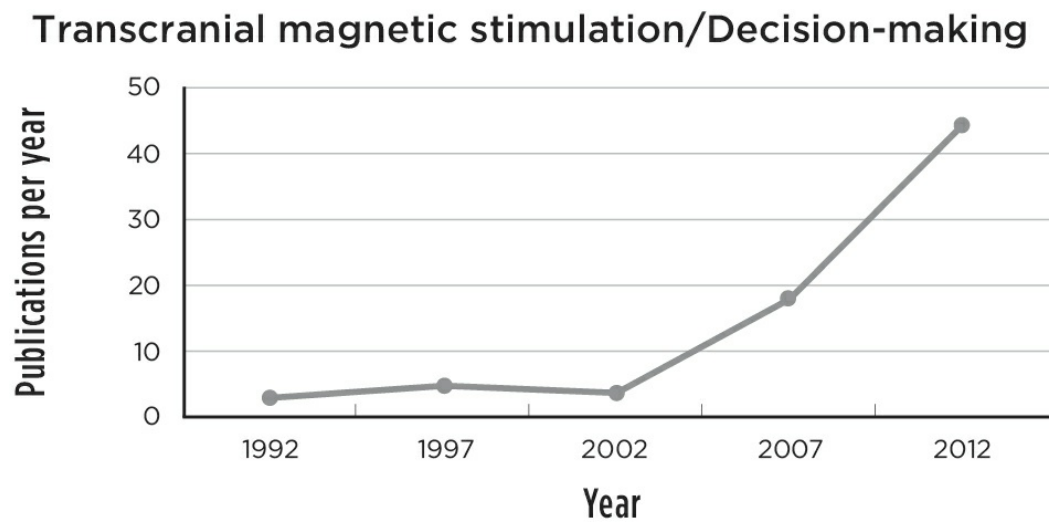 Transcranial magnetic stimulation/Decision-making
Publications per year
50
40
30
20
10
0
1992 1997 2002 2007 2012
Year